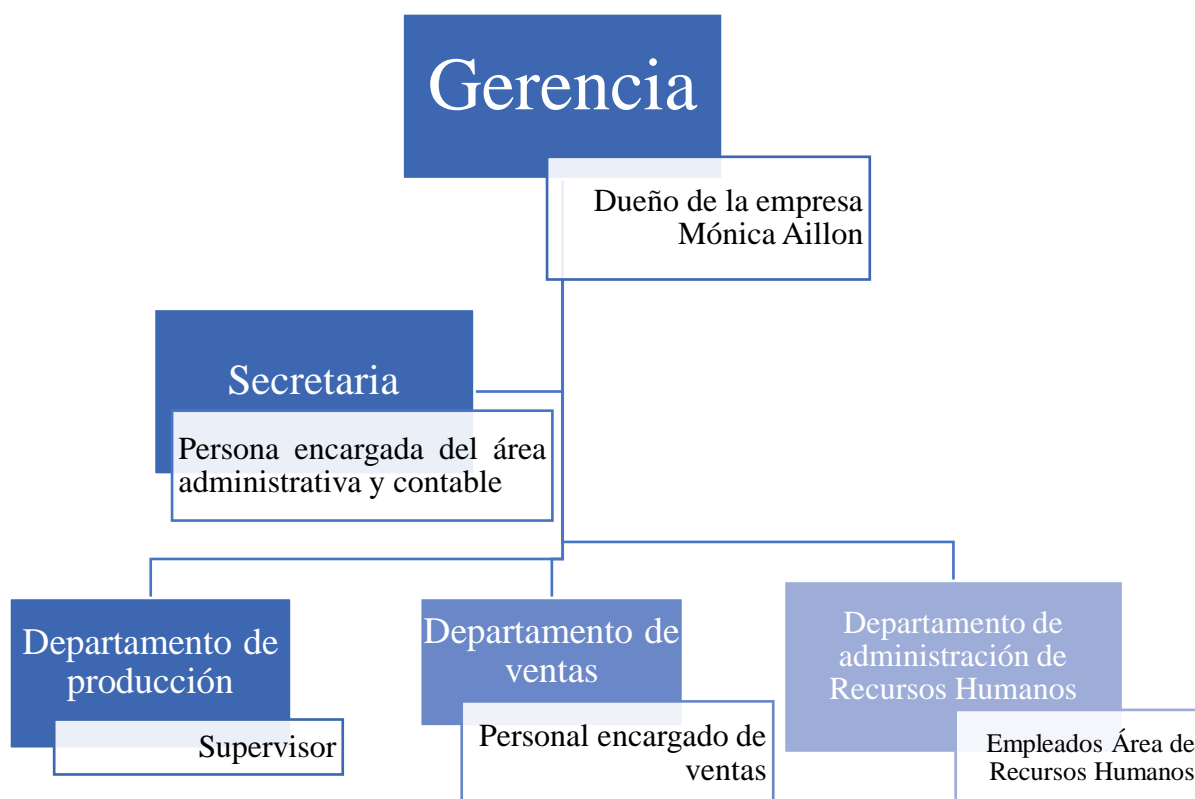 Gerencia
Dueño de la empresa
Mónica Aillon
Secretaria
Persona encargada del área
administrativa y contable
Departamento de
producción
Supervisor
Departamento de
ventas
Personal encargado de
ventas
Departamento de
administración de
Recursos Humanos
Empleados Área de
Recursos Humanos